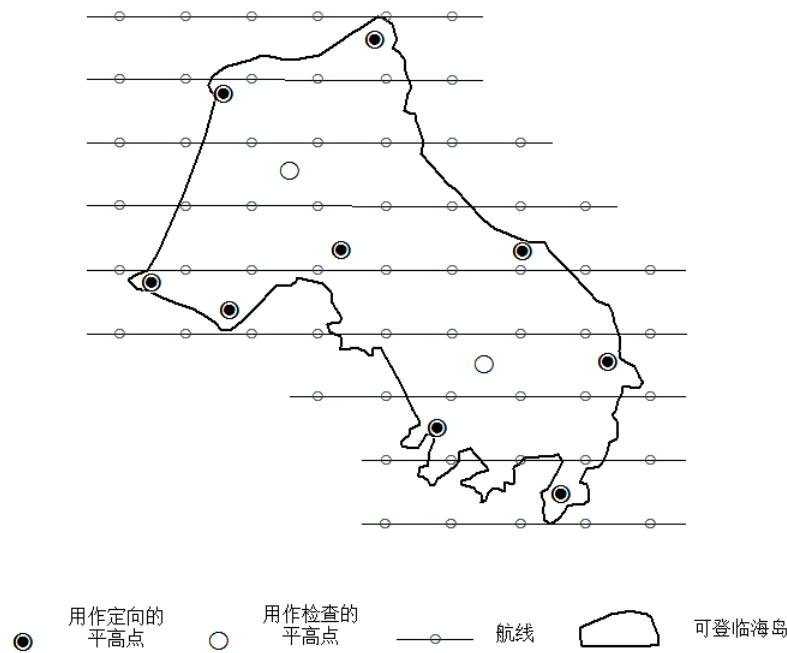 用作定向的
平高点
用作检查的
平高点
航线
可登临海岛